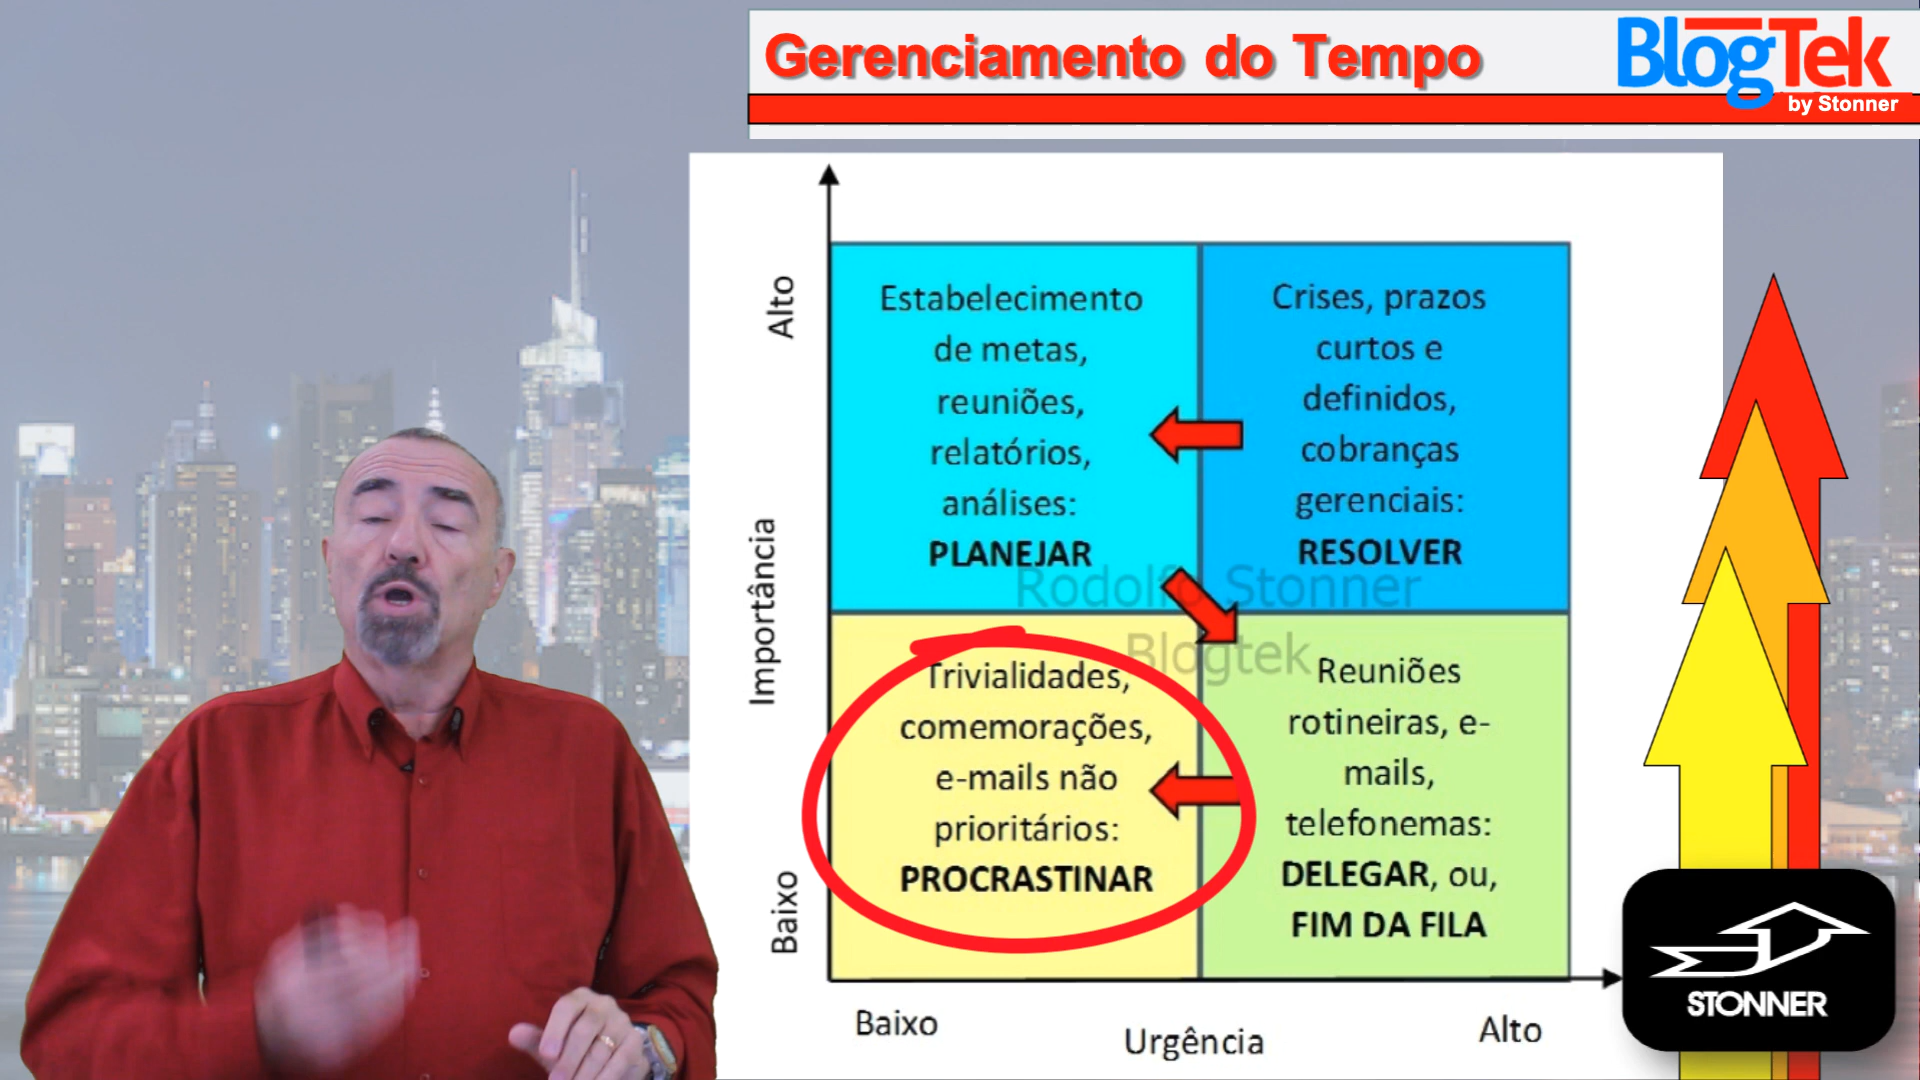 Gerenciamento do Tempo
BlogTek
by Stonner
Alto
Importância
Baixo
Estabelecimento
de metas,
reuniões,
relatórios,
análises:
PLANEJAR
Crises, prazos
curtos e
definidos,
cobranças
gerenciais:
RESOLVER
Rodolfo Stonner
Blogtek
Trivialidades,
comemorações,
e-mails não
prioritários:
PROCRASTINAR
Reuniões
rotineiras, e-
mails,
telefonemas:
DELEGAR, ou,
FIM DA FILA
Baixo
Urgência
Alto
STONNER